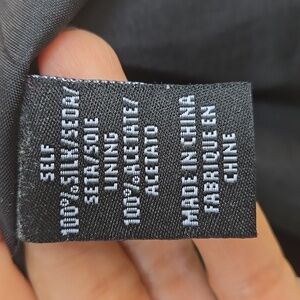 SELF
100% SILK/SEDA/
SETA/SOIE
LINING
100% ACETATE/
ACETATO
MADE IN CHINA
FABRIQUE EN
CHINE